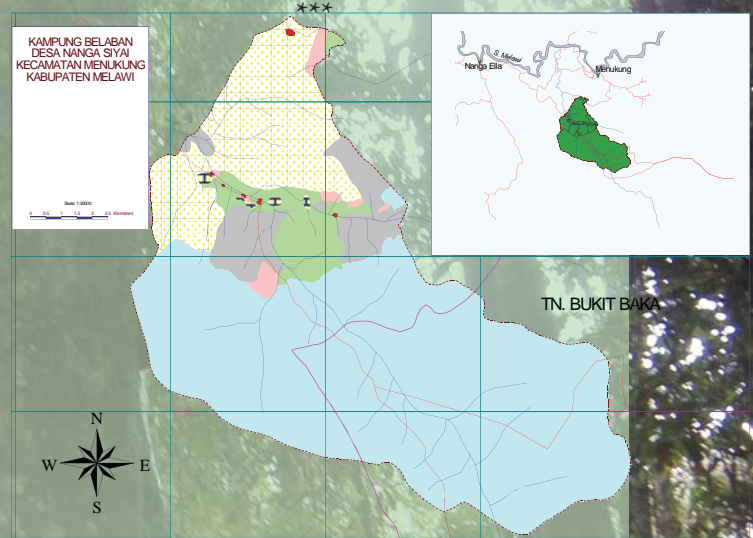 ***
KAMPUNG BELABAN
DESA NANGA SIYAI
KECAMATAN MENUKUNG
KABUPATEN MELAWI
Skala 1:30000
0 0.5 1 1.5 2 2.5 Kilometers
S. Melawi
Nanga Ella
Menukung
TN. BUKIT BAKA
N
W E
S